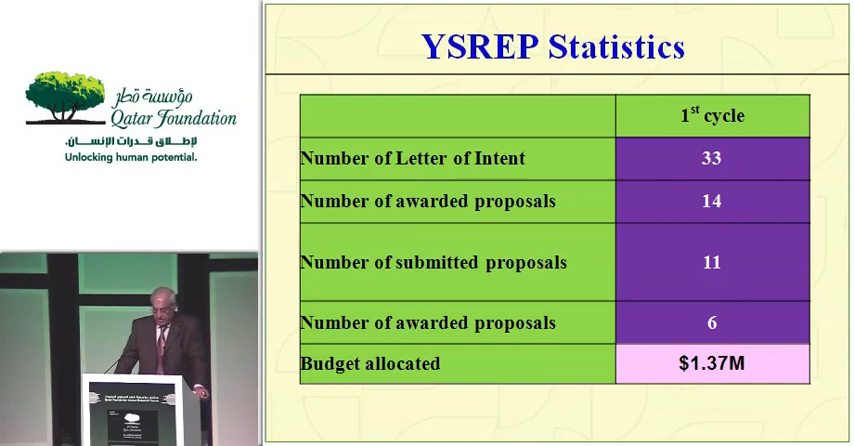 مؤسسة قطر
Qatar Foundation
لإطلاق قدرات الإنسان.
Unlocking human potential.
YSREP Statistics
1st cycle
Number of Letter of Intent 33
Number of awarded proposals 14
Number of submitted proposals 11
Number of awarded proposals 6
Budget allocated $1.37M